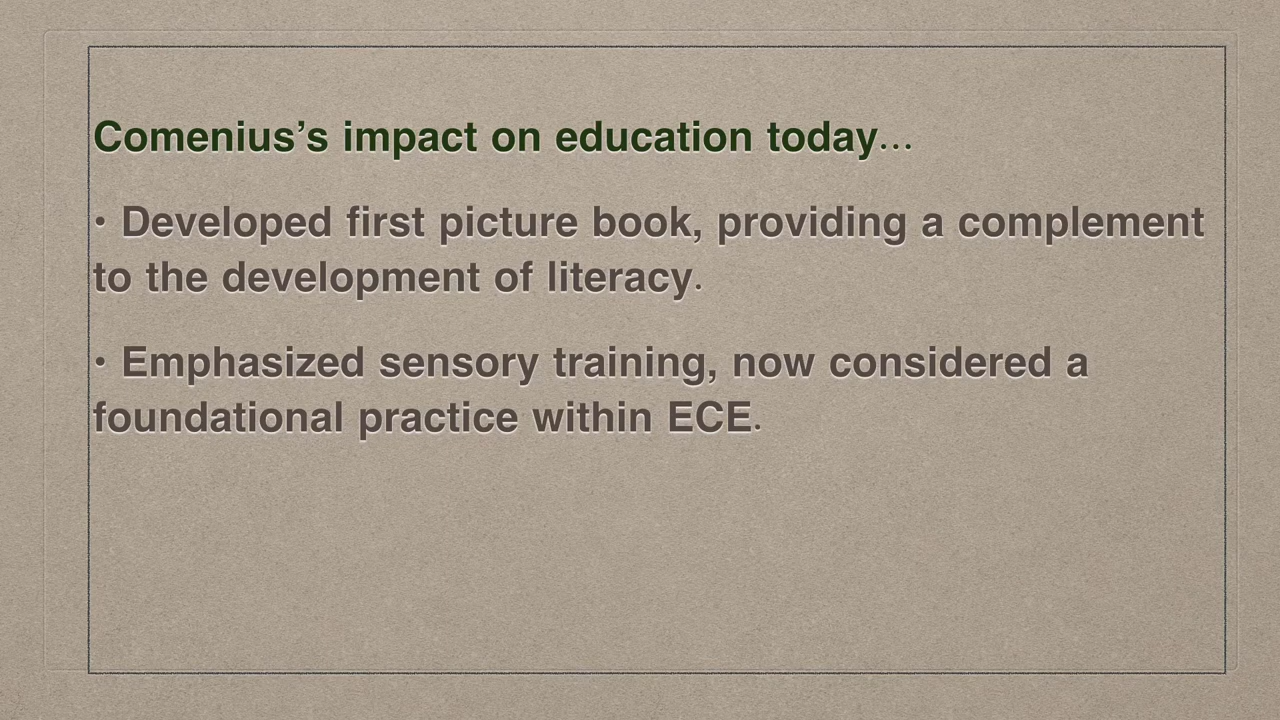 Comenius’s impact on education today…
• Developed first picture book, providing a complement
to the development of literacy.
• Emphasized sensory training, now considered a
foundational practice within ECE.